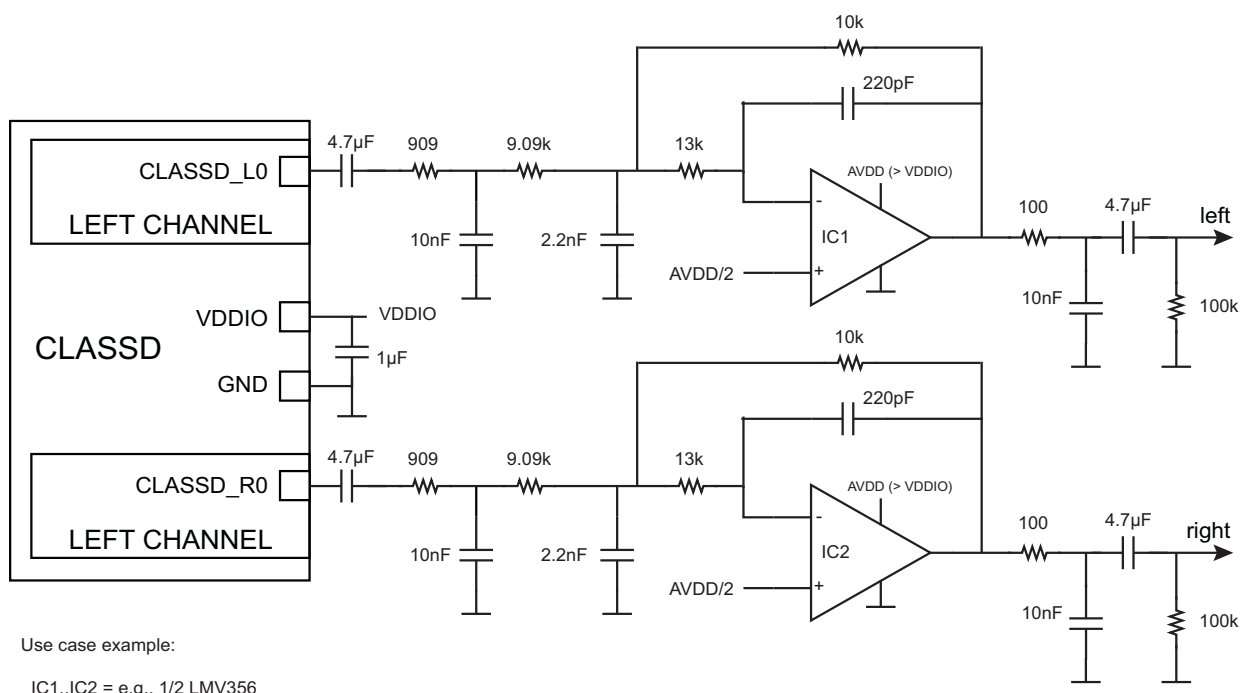 10k
220pF
4.7µF
909
9.09k
13k
CLASSD_L0
LEFT CHANNEL
AVDD (> VDDIO)
-
IC1
+
AVDD/2
10nF
2.2nF
100
4.7µF
left
10nF
100k
VDDIO
VDDIO
CLASSD
1µF
GND
10k
220pF
4.7µF
909
9.09k
13k
CLASSD_R0
LEFT CHANNEL
AVDD (> VDDIO)
-
IC2
+
AVDD/2
10nF
2.2nF
100
4.7µF
right
10nF
100k
Use case example:
IC1,,IC2 = e.g., 1/2 LMV356